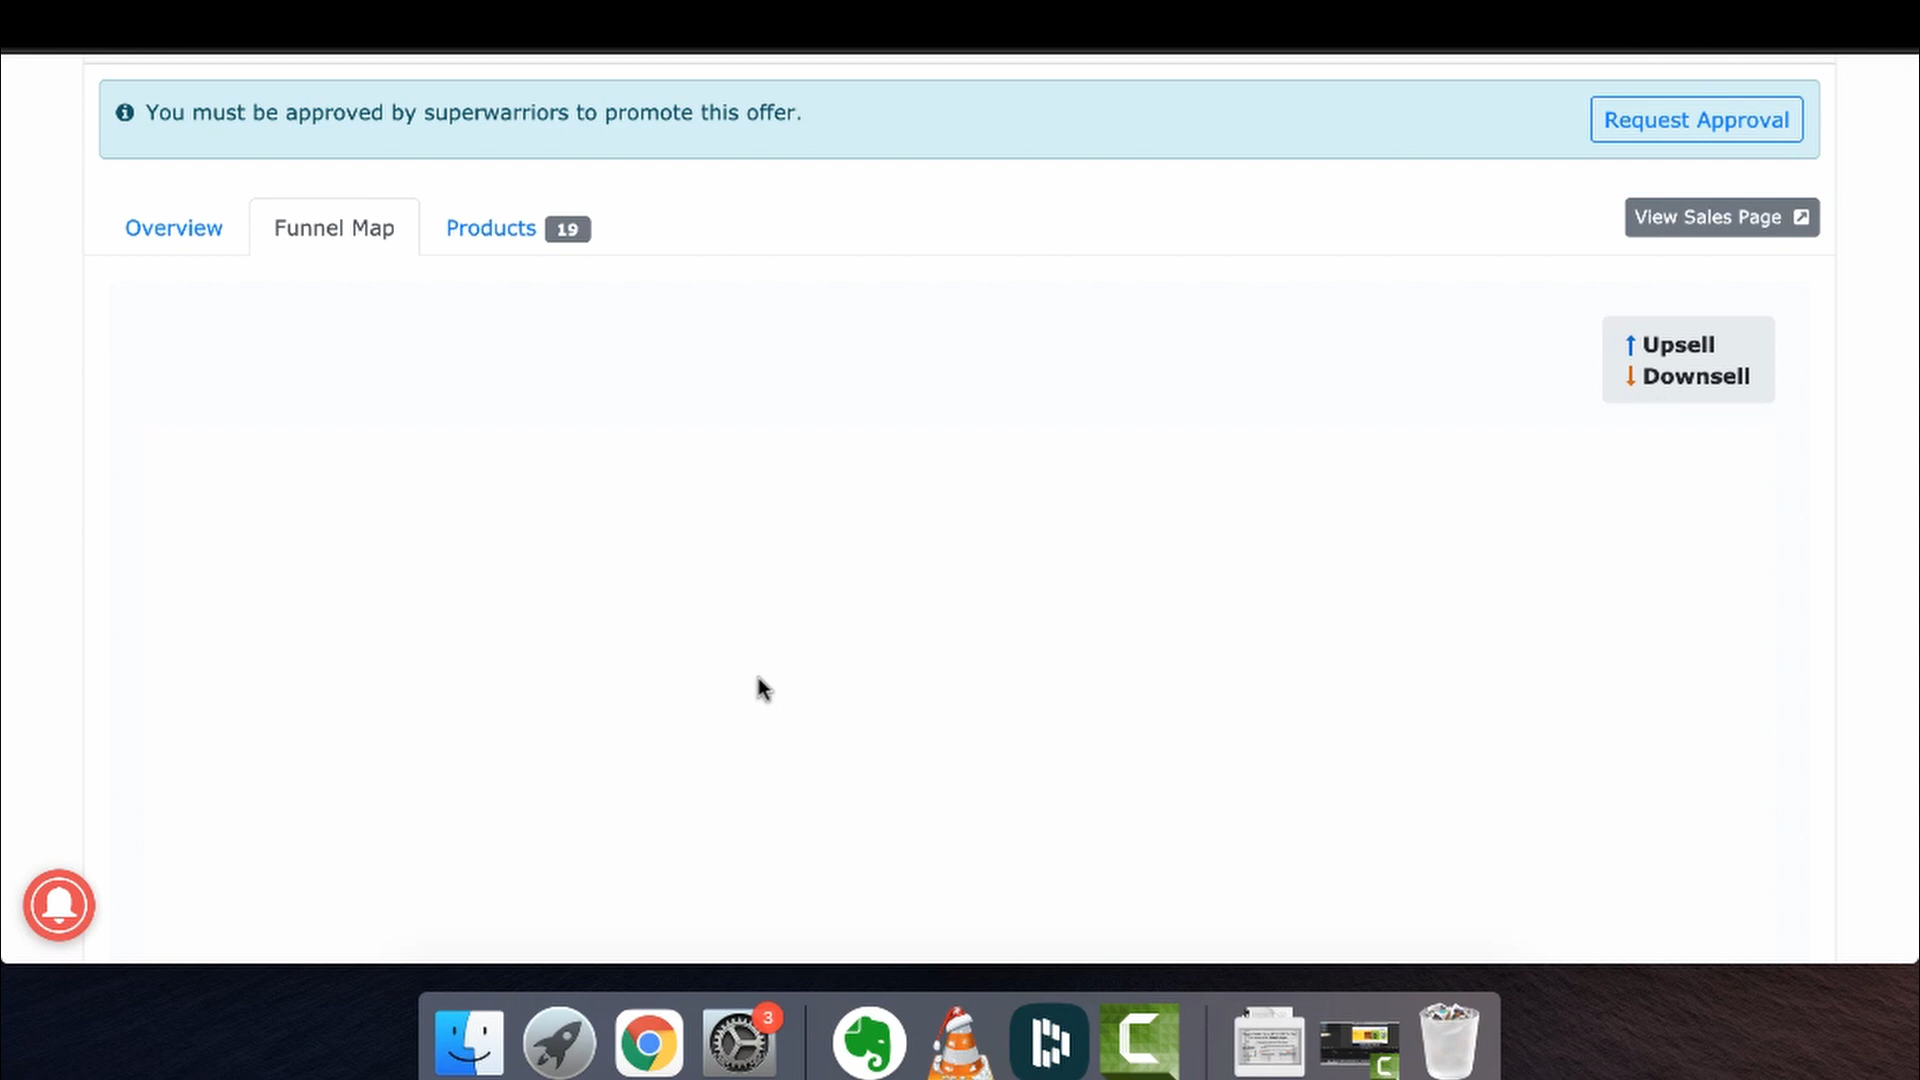 You must be approved by superwarriors to promote this offer.
Request Approval
Overview
Funnel Map
Products 19
View Sales Page
Upsell
Downsell
3